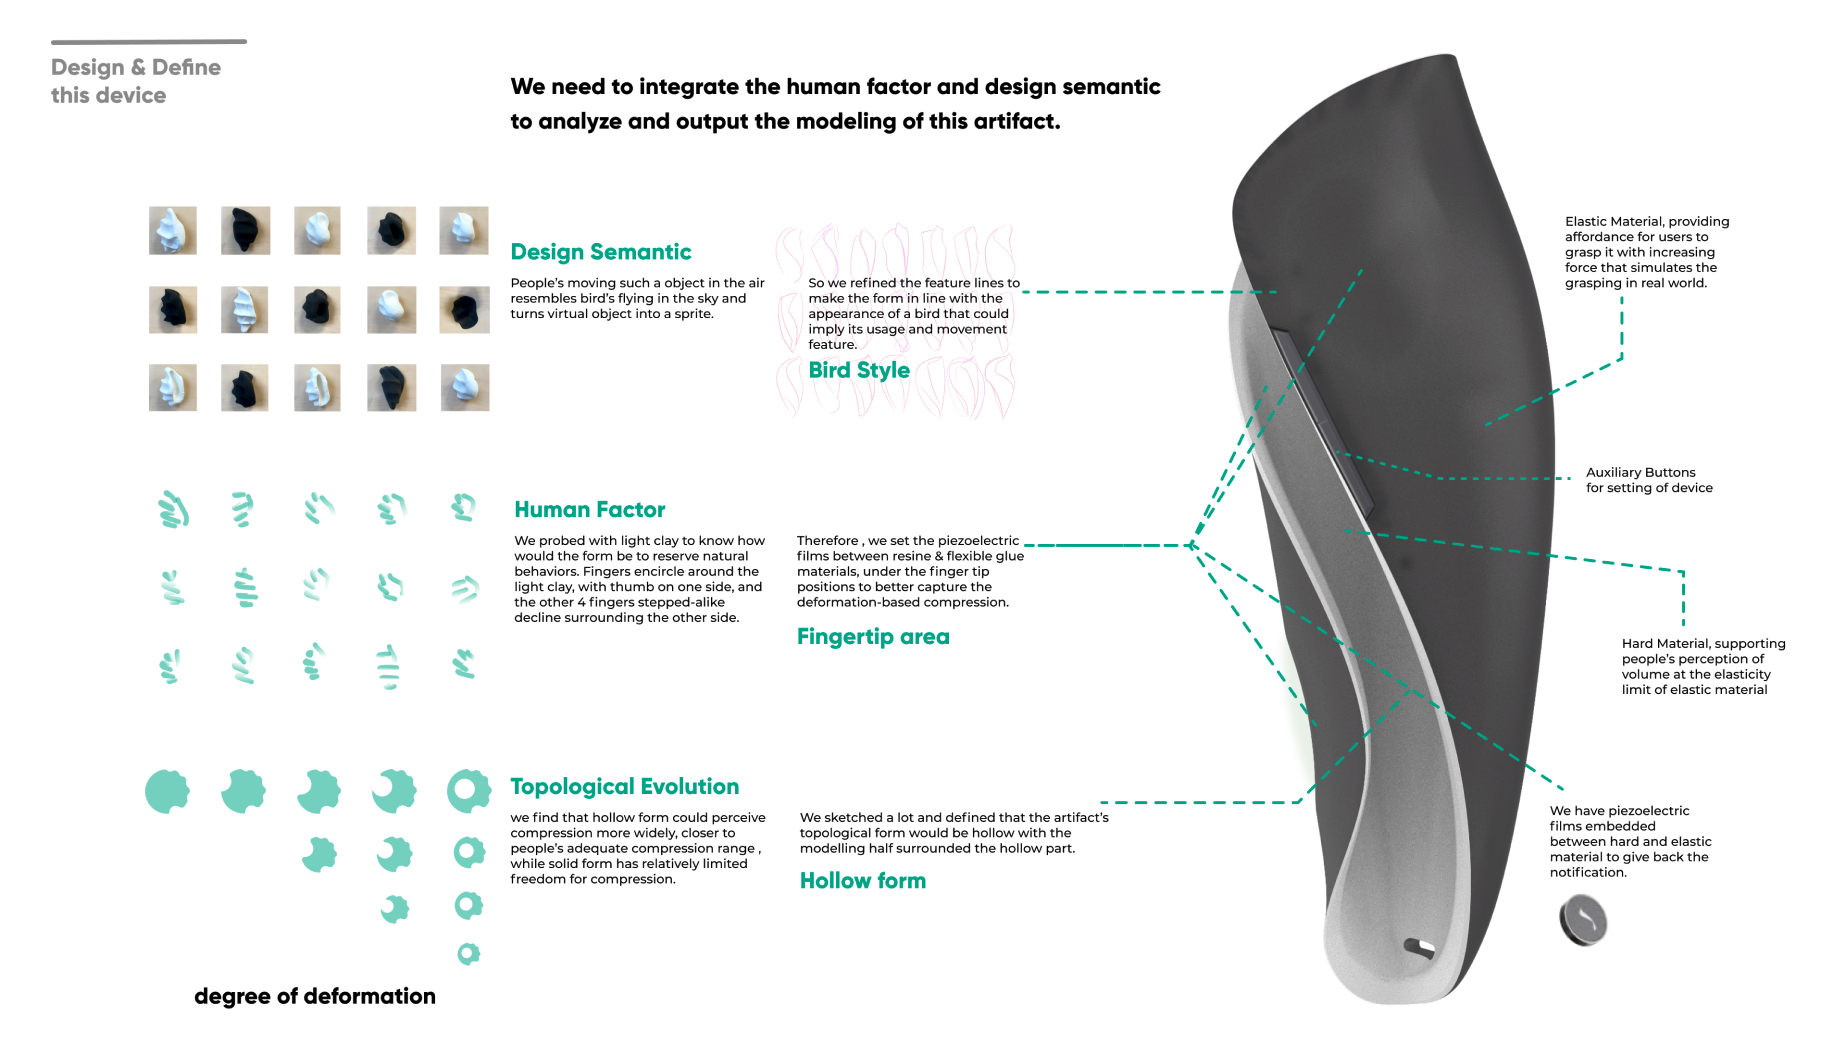 Design & Define
this device
We need to integrate the human factor and design semantic
to analyze and output the modeling of this artifact.
Design Semantic
People's moving such a object in the air
resembles bird's flying in the sky and
turns virtual object into a sprite.
So we refined the feature lines to
make the form in line with the
appearance of a bird that could
imply its usage and movement
feature.
Bird Style
Human Factor
We probed with light clay to know how
would the form be to reserve natural
behaviors. Fingers encircle around the
light clay, with thumb on one side, and
the other 4 fingers stepped-alike
decline surrounding the other side.
Therefore , we set the piezoelectric
films between resine & flexible glue
materials, under the finger tip
positions to better capture the
deformation-based compression.
Fingertip area
Topological Evolution
we find that hollow form could perceive
compression more widely, closer to
people's adequate compression range ,
while solid form has relatively limited
freedom for compression.
We sketched a lot and defined that the artifact's
topological form would be hollow with the
modelling half surrounded the hollow part.
Hollow form
degree of deformation
Elastic Material, providing
affordance for users to
grasp it with increasing
force that simulates the
grasping in real world.
Auxiliary Buttons
for setting of device
Hard Material, supporting
people's perception of
volume at the elasticity
limit of elastic material
We have piezoelectric
films embedded
between hard and elastic
material to give back the
notification.